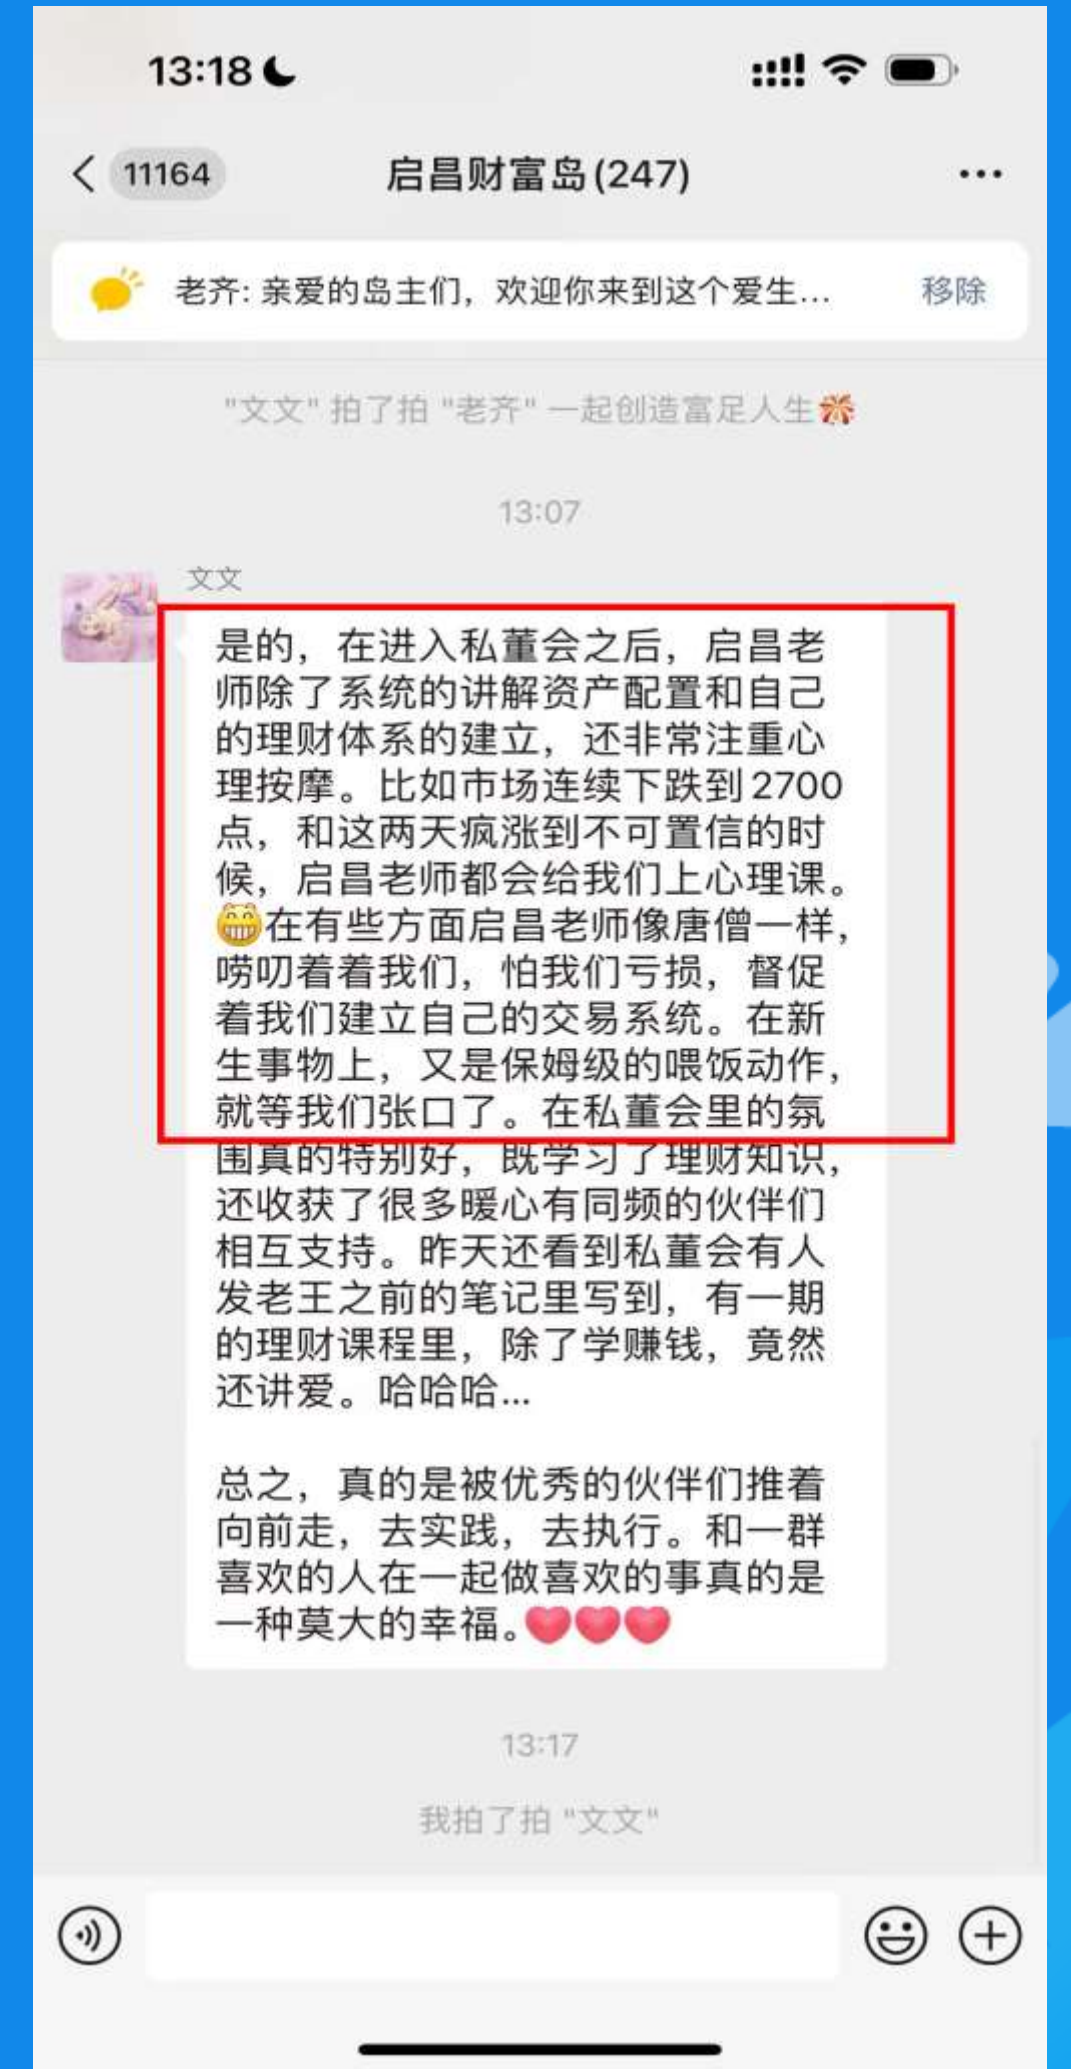 13:18
11164
启昌财富岛(247)
老齐: 亲爱的岛主们，欢迎你来到这个爱生...
移除
"文文" 拍了拍 "老齐" 一起创造富足人生🎊
13:07
文文
是的，在进入私董会之后，启昌老
师除了系统的讲解资产配置和自己
的理财体系的建立，还非常注重心
理按摩。比如市场连续下跌到2700
点，和这两天疯涨到不可置信的时
候，启昌老师都会给我们上心理课。
😁在有些方面启昌老师像唐僧一样，
唠叨着着我们，怕我们亏损，督促
着我们建立自己的交易系统。在新
生事物上，又是保姆级的喂饭动作，
就等我们张口了。在私董会里的氛
围真的特别好，既学习了理财知识，
还收获了很多暖心有同频的伙伴们
相互支持。昨天还看到私董会有人
发老王之前的笔记里写到，有一期
的理财课程里，除了学赚钱，竟然
还讲爱。哈哈哈...
总之，真的是被优秀的伙伴们推着
向前走，去实践，去执行。和一群
喜欢的人在一起做喜欢的事真的是
一种莫大的幸福。❤️❤️❤️
13:17
我拍了拍 "文文"